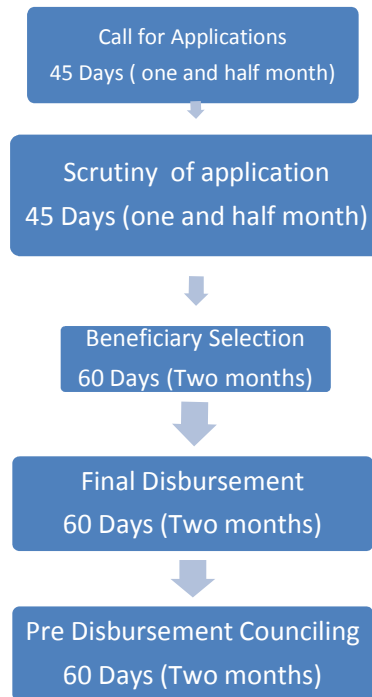 Call for Applications
45 Days ( one and half month)
Scrutiny  of application
45 Days (one and half month)
Beneficiary Selection
60 Days (Two months)
Final Disbursement
60 Days (Two months)
Pre Disbursement Counciling
60 Days (Two months)